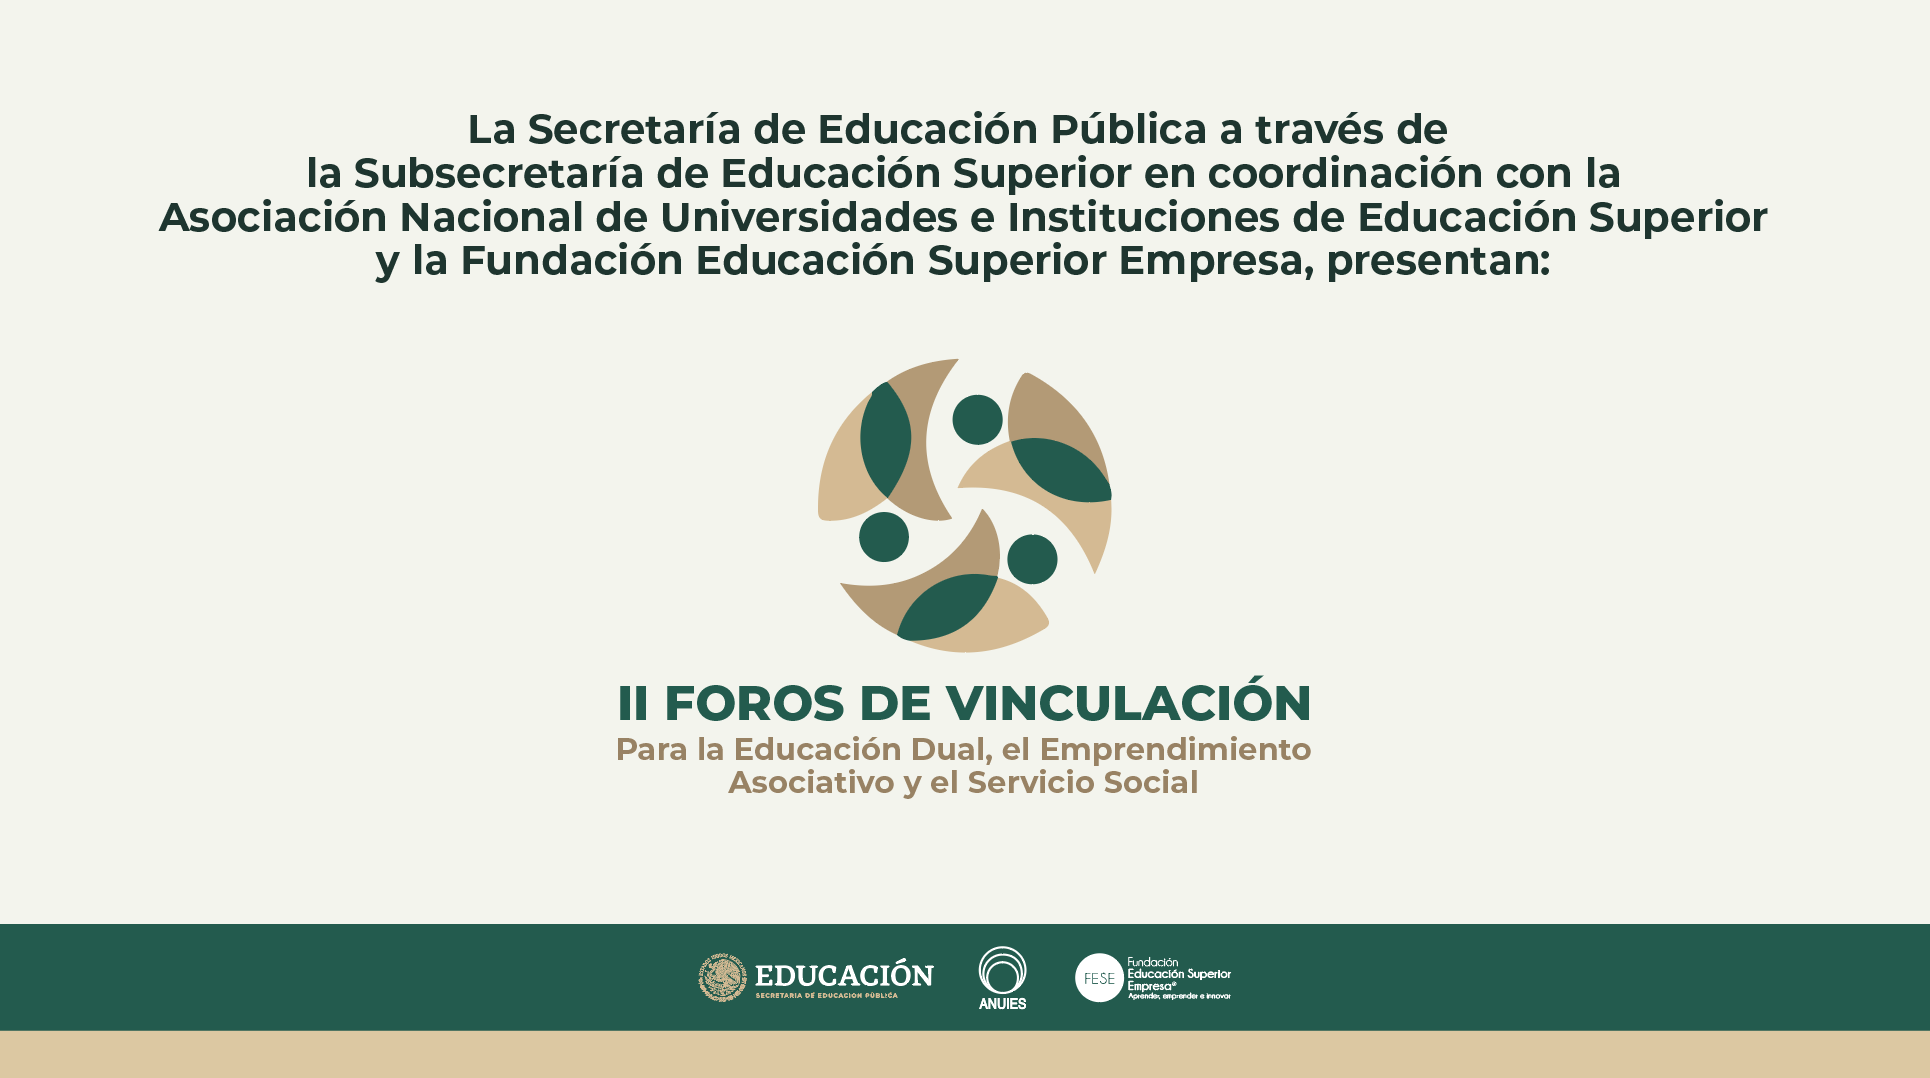 La Secretaría de Educación Pública a través de
la Subsecretaría de Educación Superior en coordinación con la
Asociación Nacional de Universidades e Instituciones de Educación Superior
y la Fundación Educación Superior Empresa, presentan:
II FOROS DE VINCULACIÓN
Para la Educación Dual, el Emprendimiento
Asociativo y el Servicio Social
EDUCACIÓN
SECRETARÍA DE EDUCACIÓN PÚBLICA
ANUIES
FESE
Fundación
Educación Superior
Empresa®
Aprender, emprender e innovar